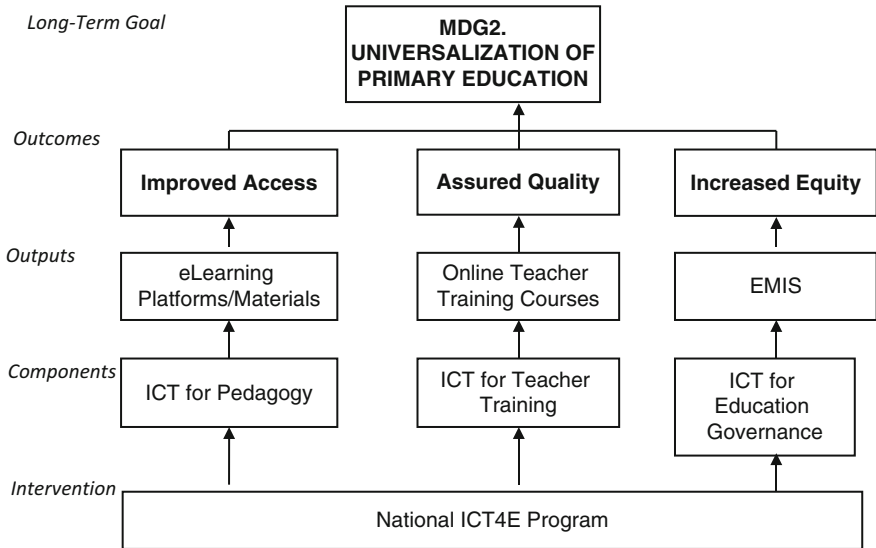 Long-Term Goal
MDG2.
UNIVERSALIZATION OF
PRIMARY EDUCATION
Outcomes
Improved Access
Assured Quality
Increased Equity
Outputs
eLearning
Platforms/Materials
Online Teacher
Training Courses
EMIS
Components
ICT for Pedagogy
ICT for Teacher
Training
ICT for
Education
Governance
Intervention
National ICT4E Program